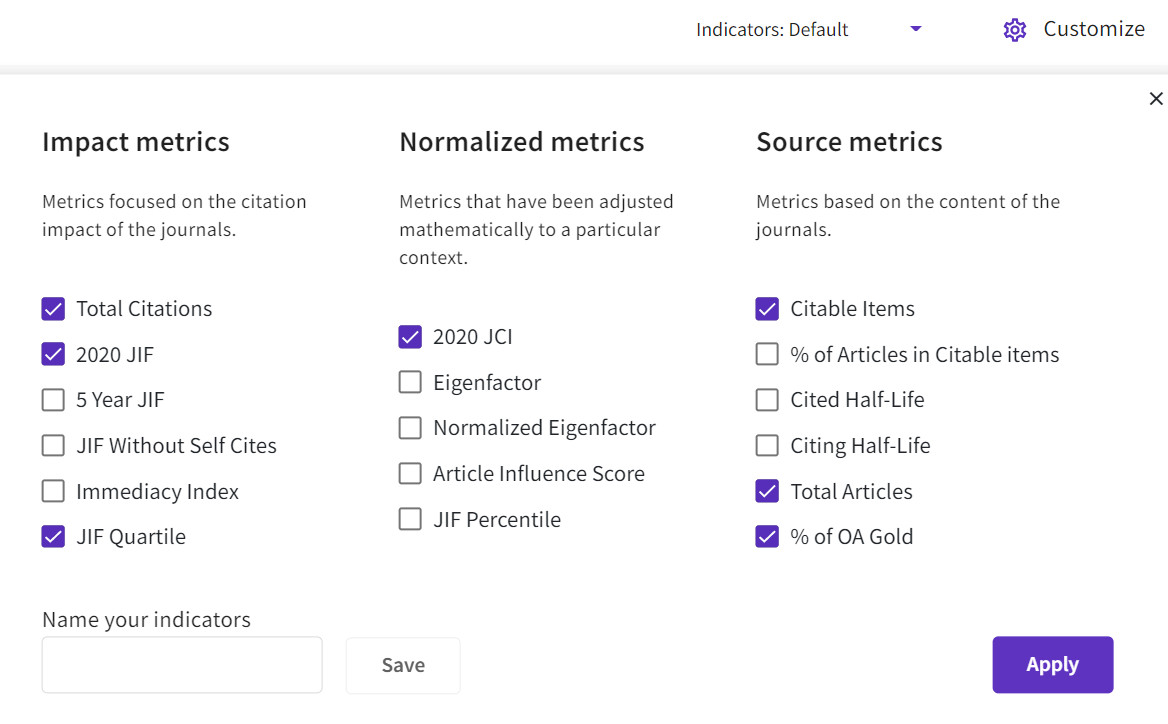 Indicators: Default
Customize
Impact metrics
Metrics focused on the citation
impact of the journals.
Total Citations
2020 JIF
5 Year JIF
JIF Without Self Cites
Immediacy Index
JIF Quartile
Normalized metrics
Metrics that have been adjusted
mathematically to a particular
context.
2020 JCI
Eigenfactor
Normalized Eigenfactor
Article Influence Score
JIF Percentile
Source metrics
Metrics based on the content of the
journals.
Citable Items
% of Articles in Citable items
Cited Half-Life
Citing Half-Life
Total Articles
% of OA Gold
Name your indicators
Save
Apply